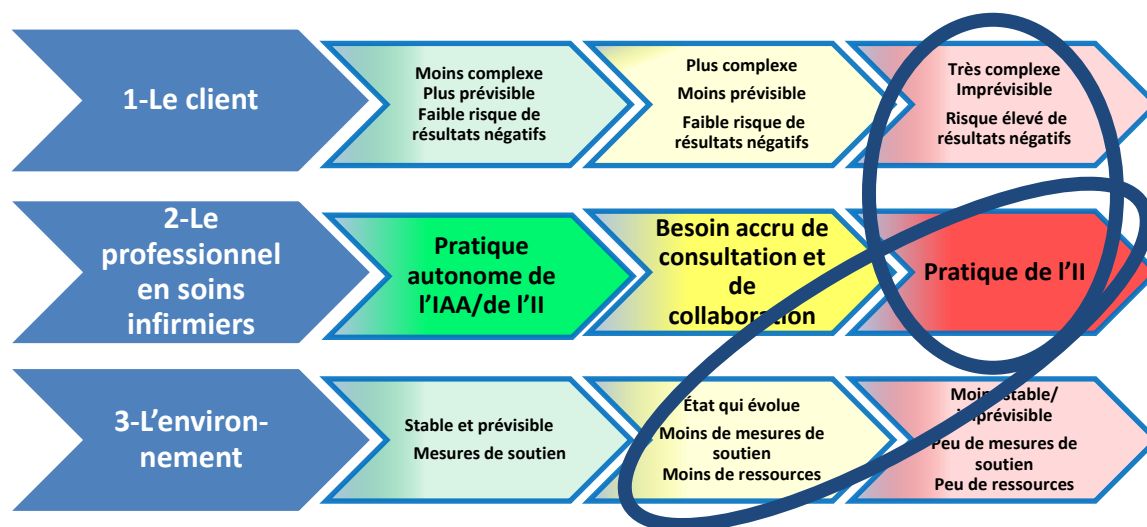 1-Le client
Moins complexe
Plus prévisible
Faible risque de
résultats négatifs
Plus complexe
Moins prévisible
Faible risque de
résultats négatifs
Très complexe
Imprévisible
Risque élevé de
résultats négatifs
2-Le
professionnel
en soins
infirmiers
Pratique
autonome de
l’IAA/de l’II
Besoin accru de
consultation et
de
collaboration
Pratique de l’II
3-L’environ-
nement
Stable et prévisible
Mesures de soutien
État qui évolue
Moins de mesures de
soutien
Moins de ressources
Moins stable/
imprévisible
Peu de mesures de
soutien
Peu de ressources